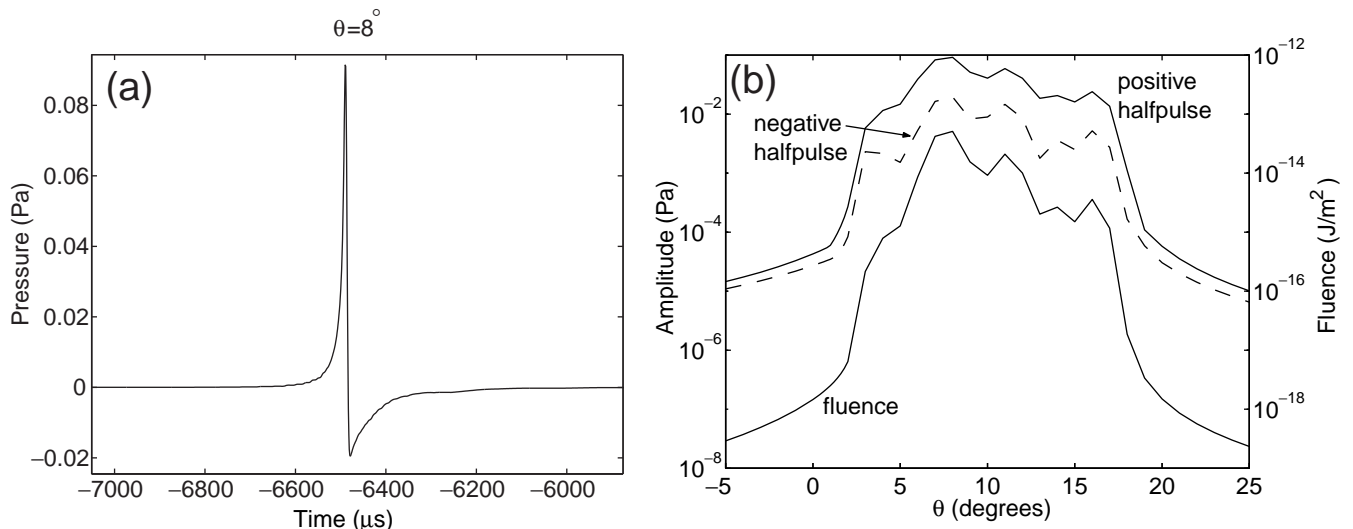 θ=8°
(a)
Pressure (Pa)
0.08
0.06
0.04
0.02
0
−0.02
−7000 −6800 −6600 −6400 −6200 −6000
Time (μs)
(b)
Amplitude (Pa)
10⁻²
10⁻⁴
10⁻⁶
10⁻⁸
positive
halfpulse
negative
halfpulse
fluence
10⁻¹²
10⁻¹⁴
10⁻¹⁶
10⁻¹⁸
Fluence (J/m²)
−5 0 5 10 15 20 25
θ (degrees)